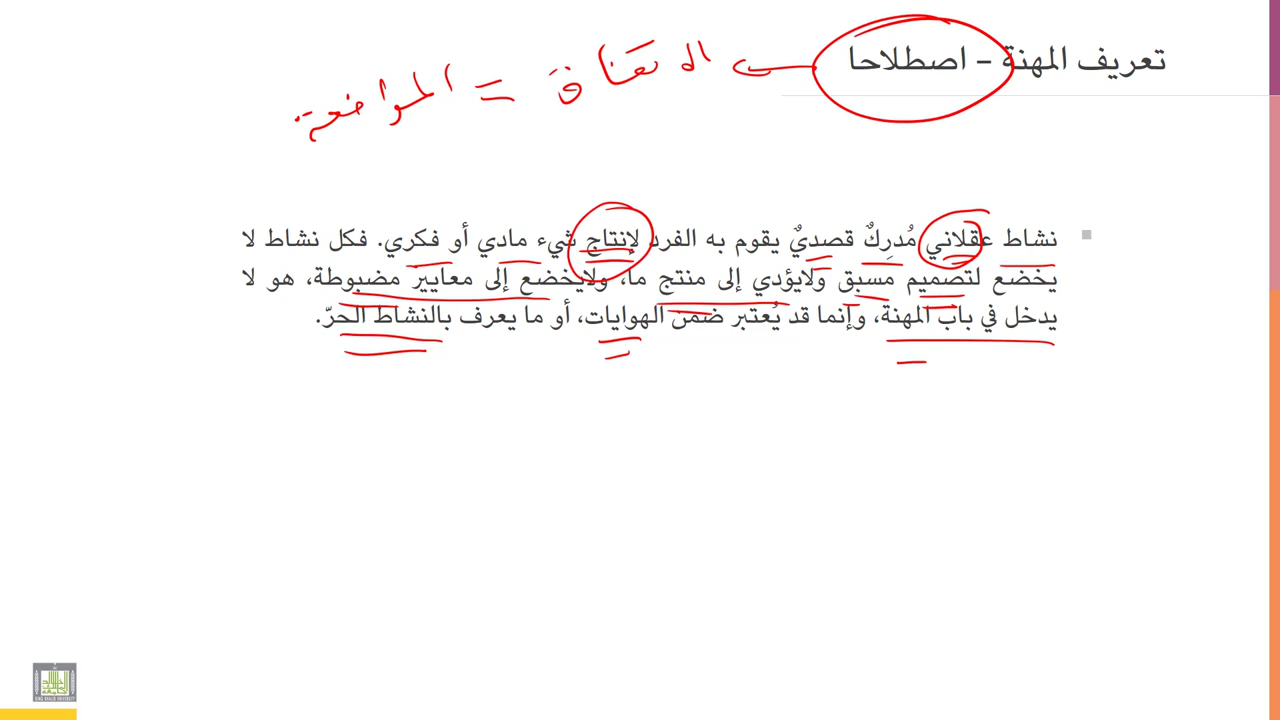 تعريف المهنة – اصطلاحا
المواضعة =
نشاط عقلاني مُدرِكٌ قصديٌ يقوم به الفرد لإنتاج شيء مادي أو فكري. فكل نشاط لا
يخضع لتصميم مسبق ولايؤدي إلى منتج ما، ولايخضع إلى معايير مضبوطة، هو لا
يدخل في باب المهنة، وإنما قد يُعتبر ضمن الهوايات، أو ما يعرف بالنشاط الحرّ.